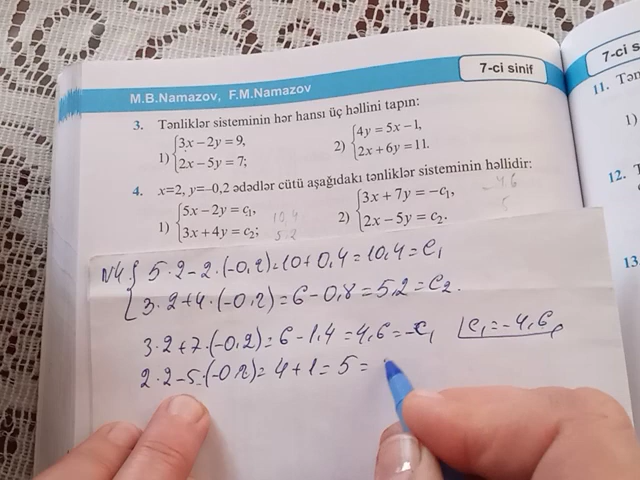 7-ci sinif
M.B.Namazov, F.M.Namazov
3. Tənliklər sisteminin hər hansı üç həllini tapın:
1) {3x – 2y = 9,
2x – 5y = 7;
2) {4y = 5x – 1,
2x + 6y = 11.
4. x=2, y=–0,2 ədədlər cütü aşağıdakı tənliklər sisteminin həllidir:
1) {5x – 2y = c₁, 10,4
3x + 4y = c₂; 5.2
2) {3x + 7y = –c₁, –4,6
2x – 5y = c₂. 5
N4 { 5·2–2·(–0,2)=10+0,4=10,4=C₁
3·2+4·(–0,2)=6–0,8=5,2=C₂.
3·2+7·(–0,2)=6–1,4=4,6=–C₁ C₁=–4,6
2·2–5·(–0,2)=4+1=5=
7-ci s
11. Tən
1)
12.
13.